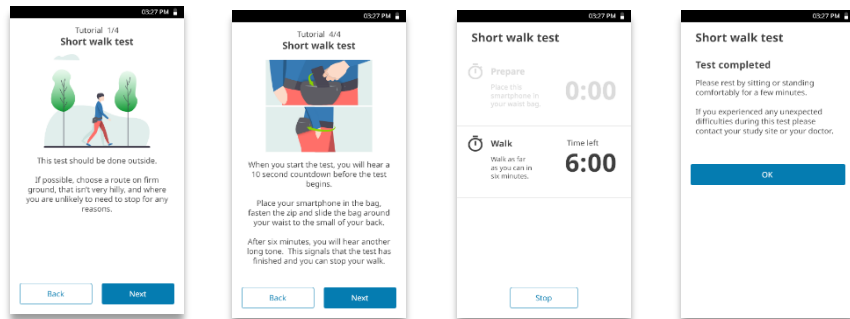 03:27 PM
Tutorial 1/4
Short walk test
This test should be done outside.
If possible, choose a route on firm
ground, that isn't very hilly, and where
you are unlikely to need to stop for any
reasons.
Back
Next
03:27 PM
Tutorial 4/4
Short walk test
When you start the test, you will hear a
10 second countdown before the test
begins.
Place your smartphone in the bag,
fasten the zip and slide the bag around
your waist to the small of your back.
After six minutes, you will hear another
long tone. This signals that the test has
finished and you can stop your walk.
Back
Next
03:27 PM
Short walk test
Prepare
Place this
smartphone in
your waist bag.
0:00
Walk
Walk as far
as you can in
six minutes.
Time left
6:00
Stop
03:27 PM
Short walk test
Test completed
Please rest by sitting or standing
comfortably for a few minutes.
If you experienced any unexpected
difficulties during this test please
contact your study site or your doctor.
OK